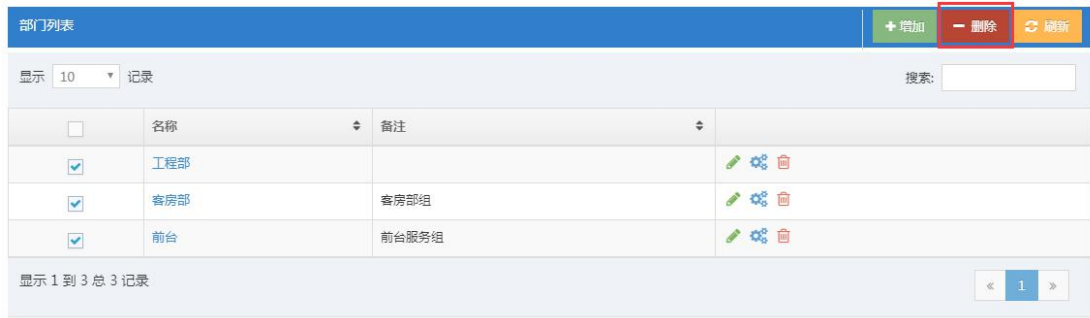 部门列表 增加 删除 刷新
显示 10 记录 搜索:
名称 备注
工程部
客房部 客房部组
前台 前台服务组
显示 1 到 3 总 3 记录 « 1 »